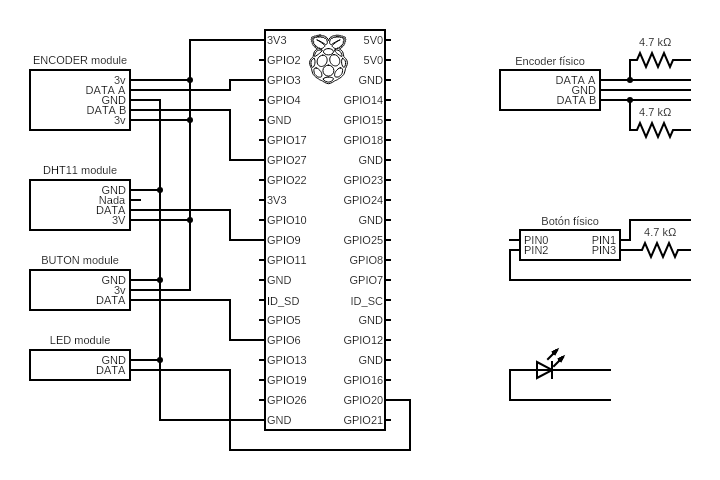 ENCODER module
3v
DATA A
GND
DATA B
3v
DHT11 module
GND
Nada
DATA
3V
BUTON module
GND
3v
DATA
LED module
GND
DATA
3V3 5V0
GPIO2 5V0
GPIO3 GND
GPIO4 GPIO14
GND GPIO15
GPIO17 GPIO18
GPIO27 GND
GPIO22 GPIO23
3V3 GPIO24
GPIO10 GND
GPIO9 GPIO25
GPIO11 GPIO8
GND GPIO7
ID_SD ID_SC
GPIO5 GND
GPIO6 GPIO12
GPIO13 GND
GPIO19 GPIO16
GPIO26 GPIO20
GND GPIO21
Encoder físico
DATA A
GND
DATA B
4.7 kΩ
4.7 kΩ
Botón físico
PIN0 PIN1
PIN2 PIN3
4.7 kΩ